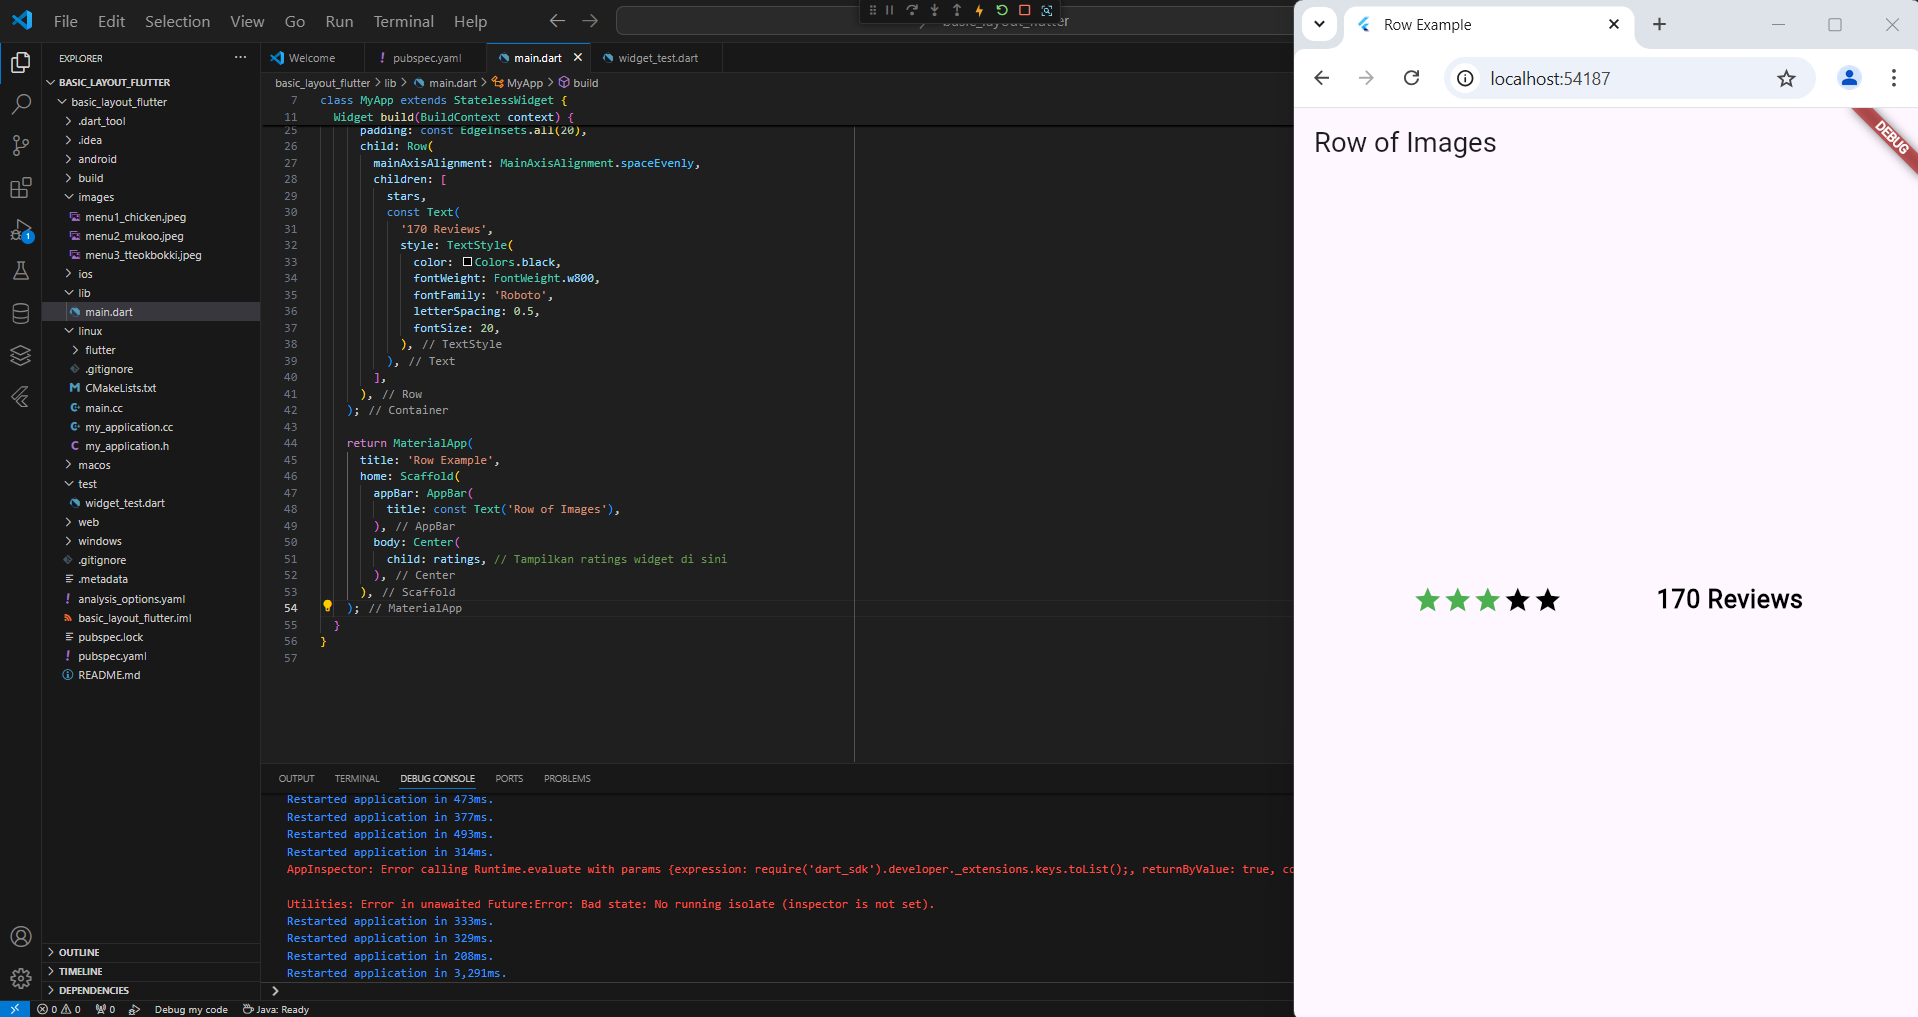 File Edit Selection View Go Run Terminal Help
EXPLORER
BASIC_LAYOUT_FLUTTER
basic_layout_flutter
.dart_tool
.idea
android
build
images
menu1_chicken.jpeg
menu2_mukoo.jpeg
menu3_tteokbokki.jpeg
ios
lib
main.dart
linux
flutter
.gitignore
CMakeLists.txt
main.cc
my_application.cc
my_application.h
macos
test
widget_test.dart
web
windows
.gitignore
.metadata
analysis_options.yaml
basic_layout_flutter.iml
pubspec.lock
pubspec.yaml
README.md
OUTLINE
TIMELINE
DEPENDENCIES
Welcome pubspec.yaml main.dart widget_test.dart
basic_layout_flutter > lib > main.dart > MyApp > build
7 class MyApp extends StatelessWidget {
11 Widget build(BuildContext context) {
25 padding: const EdgeInsets.all(20),
26 child: Row(
27 mainAxisAlignment: MainAxisAlignment.spaceEvenly,
28 children: [
29 stars,
30 const Text(
31 '170 Reviews',
32 style: TextStyle(
33 color: Colors.black,
34 fontWeight: FontWeight.w800,
35 fontFamily: 'Roboto',
36 letterSpacing: 0.5,
37 fontSize: 20,
38 ), // TextStyle
39 ), // Text
40 ],
41 ), // Row
42 ); // Container
43
44 return MaterialApp(
45 title: 'Row Example',
46 home: Scaffold(
47 appBar: AppBar(
48 title: const Text('Row of Images'),
49 ), // AppBar
50 body: Center(
51 child: ratings, // Tampilkan ratings widget di sini
52 ), // Center
53 ), // Scaffold
54 ); // MaterialApp
55 }
56 }
57
OUTPUT TERMINAL DEBUG CONSOLE PORTS PROBLEMS
Restarted application in 473ms.
Restarted application in 377ms.
Restarted application in 493ms.
Restarted application in 314ms.
AppInspector: Error calling Runtime.evaluate with params {expression: require('dart_sdk').developer._extensions.keys.toList();, returnByValue: true, co
Utilities: Error in unawaited Future:Error: Bad state: No running isolate (inspector is not set).
Restarted application in 333ms.
Restarted application in 329ms.
Restarted application in 208ms.
Restarted application in 3,291ms.
0 0 0 Debug my code Java: Ready
1
Row Example
localhost:54187
Row of Images
DEBUG
170 Reviews